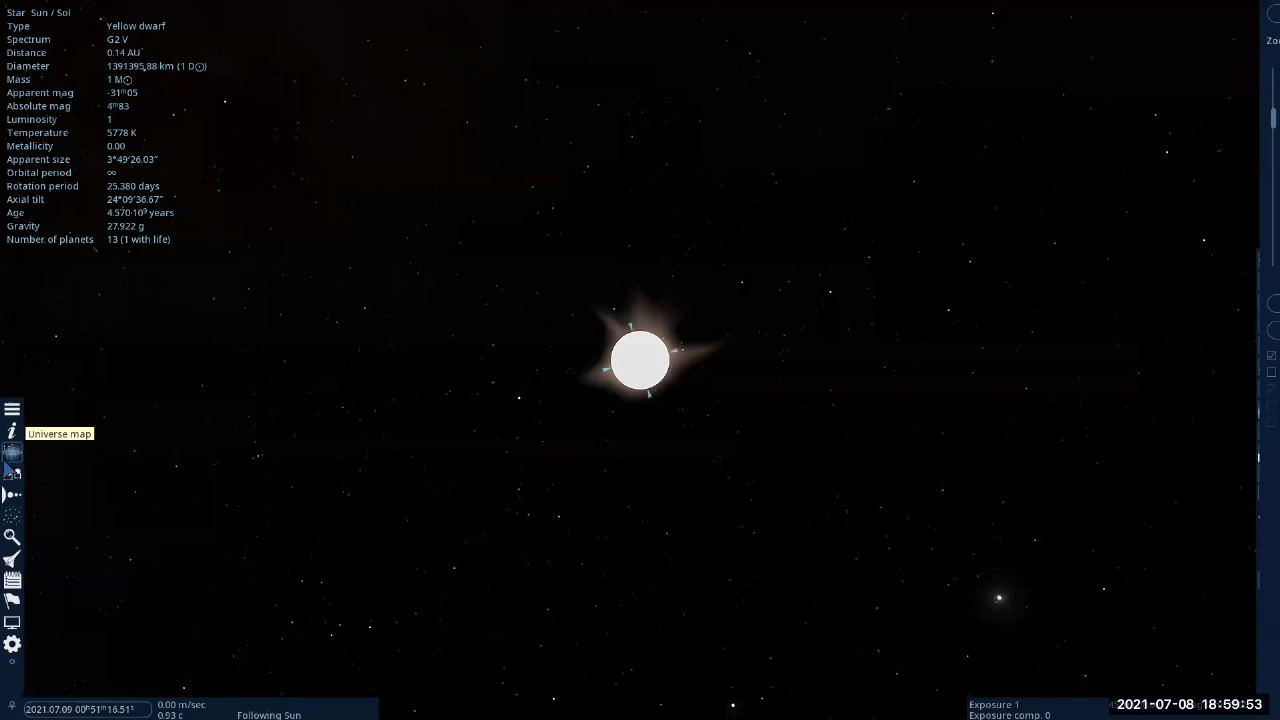 Star Sun / Sol
Type Yellow dwarf
Spectrum G2 V
Distance 0.14 AU
Diameter 1391395.88 km (1 D☉)
Mass 1 M☉
Apparent mag -31ᵐ05
Absolute mag 4ᵐ83
Luminosity 1
Temperature 5778 K
Metallicity 0.00
Apparent size 3°49′26.03″
Orbital period ∞
Rotation period 25.380 days
Axial tilt 24°09′36.67″
Age 4.570·10⁹ years
Gravity 27.922 g
Number of planets 13 (1 with life)
Universe map
2021.07.09 00ʰ51ᵐ16.51ˢ
0.00 m/sec
0.93 c
Following Sun
Exposure 1
Exposure comp. 0
2021-07-08 18:59:53